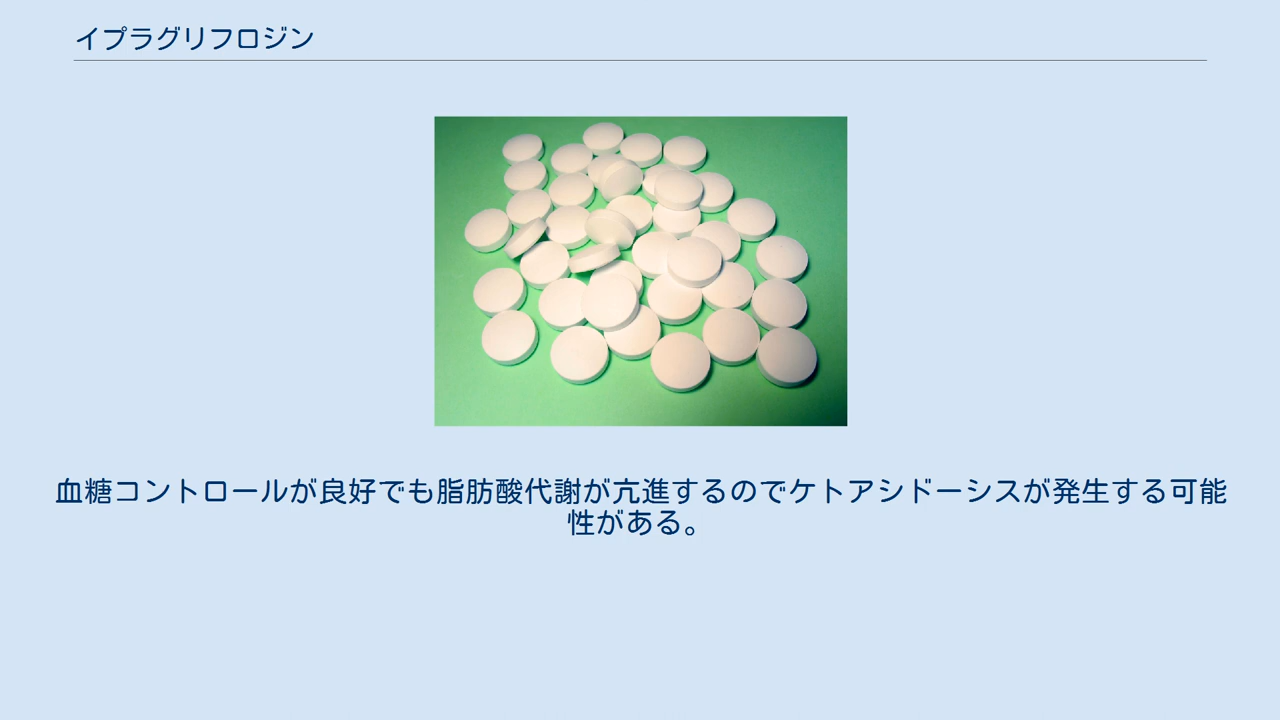 イプラグリフロジン
血糖コントロールが良好でも脂肪酸代謝が亢進するのでケトアシドーシスが発生する可能
性がある。